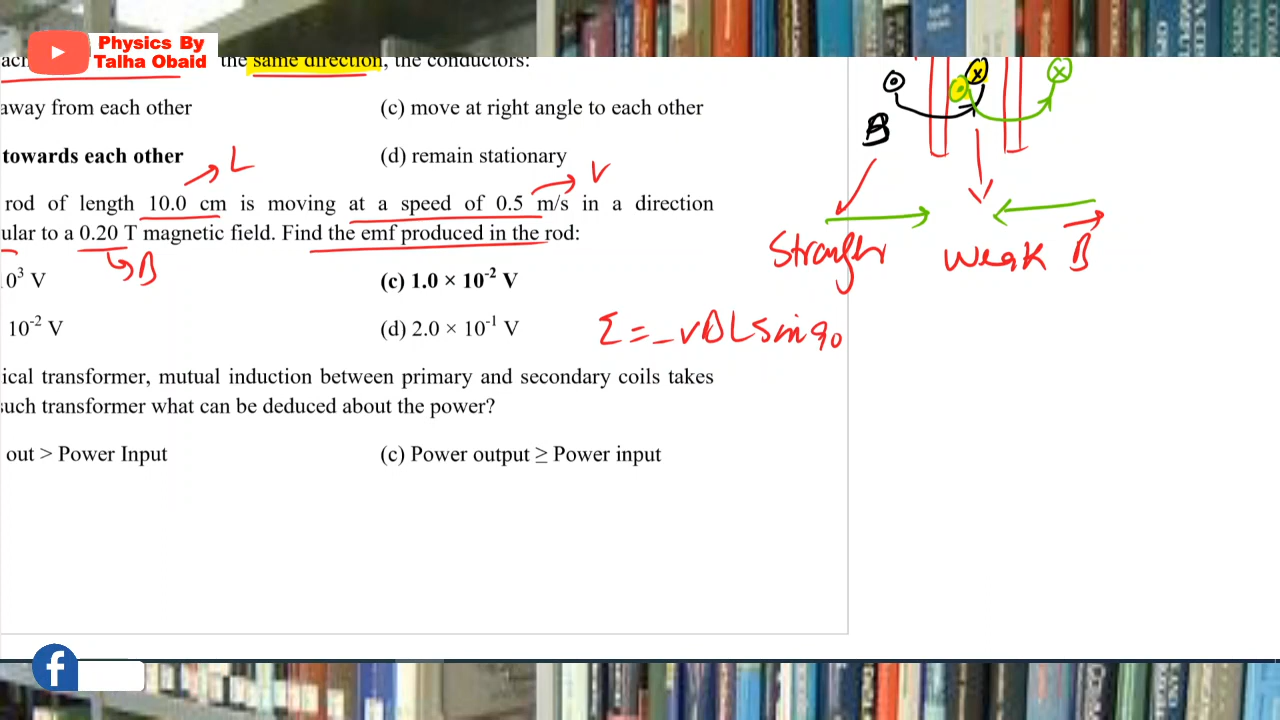 Physics By
Talha Obaid
the same direction, the conductors:
away from each other
(c) move at right angle to each other
towards each other
(d) remain stationary
L
V
rod of length 10.0 cm is moving at a speed of 0.5 m/s in a direction
ular to a 0.20 T magnetic field. Find the emf produced in the rod:
B
0³ V
(c) 1.0 × 10⁻² V
10⁻² V
(d) 2.0 × 10⁻¹ V
ical transformer, mutual induction between primary and secondary coils takes
such transformer what can be deduced about the power?
out > Power Input
(c) Power output ≥ Power input
B
Stronger
weak B
Σ = -vBLsin90
f